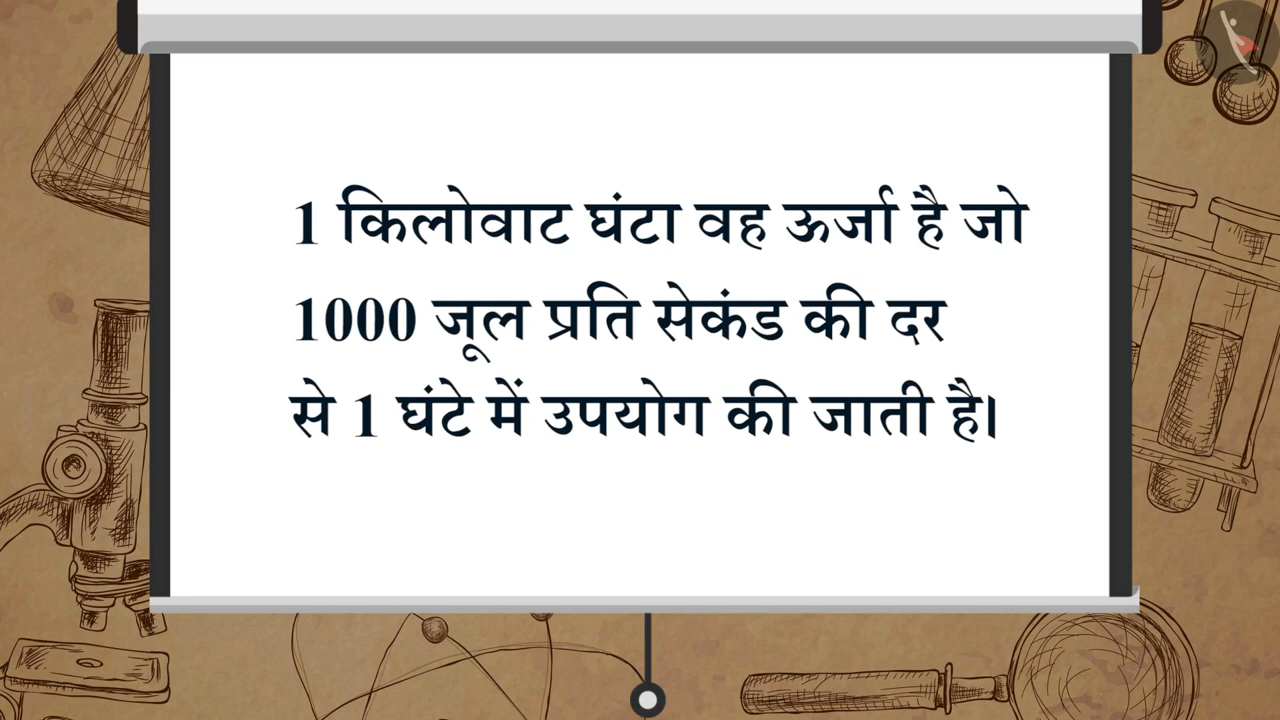 1 किलोवाट घंटा वह ऊर्जा है जो
1000 जूल प्रति सेकंड की दर
से 1 घंटे में उपयोग की जाती है।